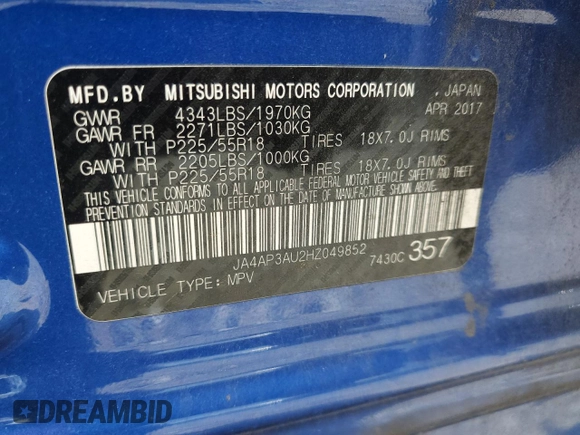 MFD.BY MITSUBISHI MOTORS CORPORATION . JAPAN
GVWR 4343LBS/1970KG APR 2017
GAWR FR 2271LBS/1030KG
WITH P225/55R18 TIRES 18X7.0J RIMS
GAWR RR 2205LBS/1000KG
WITH P225/55R18 TIRES 18X7.0J RIMS
THIS VEHICLE CONFORMS TO ALL APPLICABLE FEDERAL MOTOR VEHICLE SAFETY AND THEFT
PREVENTION STANDARDS IN EFFECT ON THE DATE OF MANUFACTURE SHOWN ABOVE.
JA4AP3AU2HZ049852 7430C 357
VEHICLE TYPE: MPV
DREAMBID